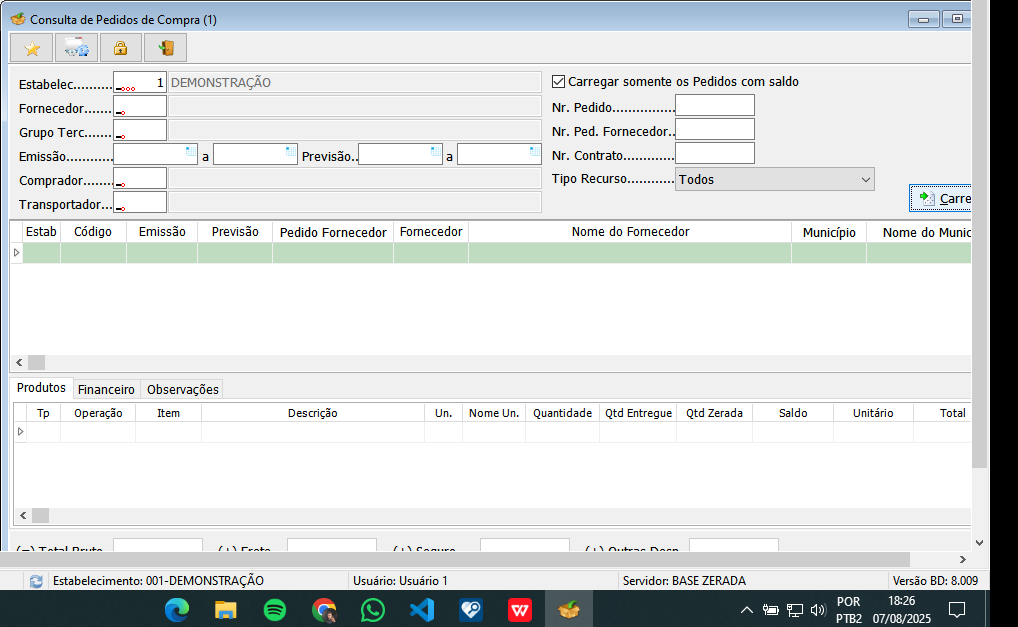 Consulta de Pedidos de Compra (1)
Estabelec......... 1 DEMONSTRAÇÃO
Fornecedor.......
Grupo Terc.......
Emissão............ a Previsão.. a
Comprador........
Transportador...
Carregar somente os Pedidos com saldo
Nr. Pedido...............
Nr. Ped. Fornecedor..
Nr. Contrato............
Tipo Recurso........... Todos
Carre
Estab Código Emissão Previsão Pedido Fornecedor Fornecedor Nome do Fornecedor Município Nome do Munic
Produtos Financeiro Observações
Tp Operação Item Descrição Un. Nome Un. Quantidade Qtd Entregue Qtd Zerada Saldo Unitário Total
(=) Total Bruto (+) Frete (+) Seguro (+) Outras Desp.
Estabelecimento: 001-DEMONSTRAÇÃO Usuário: Usuário 1 Servidor: BASE ZERADA Versão BD: 8.009
POR
PTB2
18:26
07/08/2025